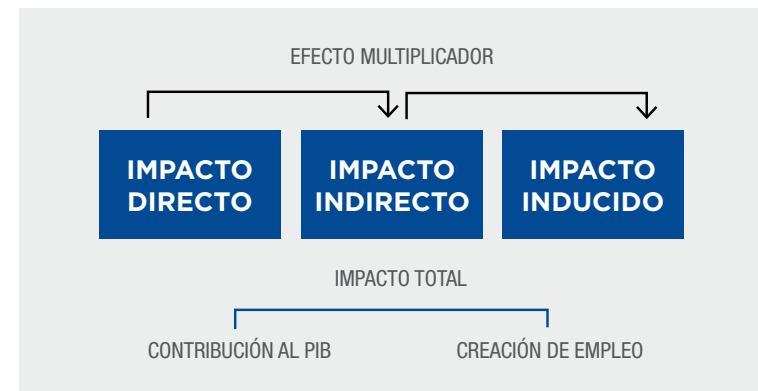 EFECTO MULTIPLICADOR
IMPACTO
DIRECTO
IMPACTO
INDIRECTO
IMPACTO
INDUCIDO
IMPACTO TOTAL
CONTRIBUCIÓN AL PIB
CREACIÓN DE EMPLEO